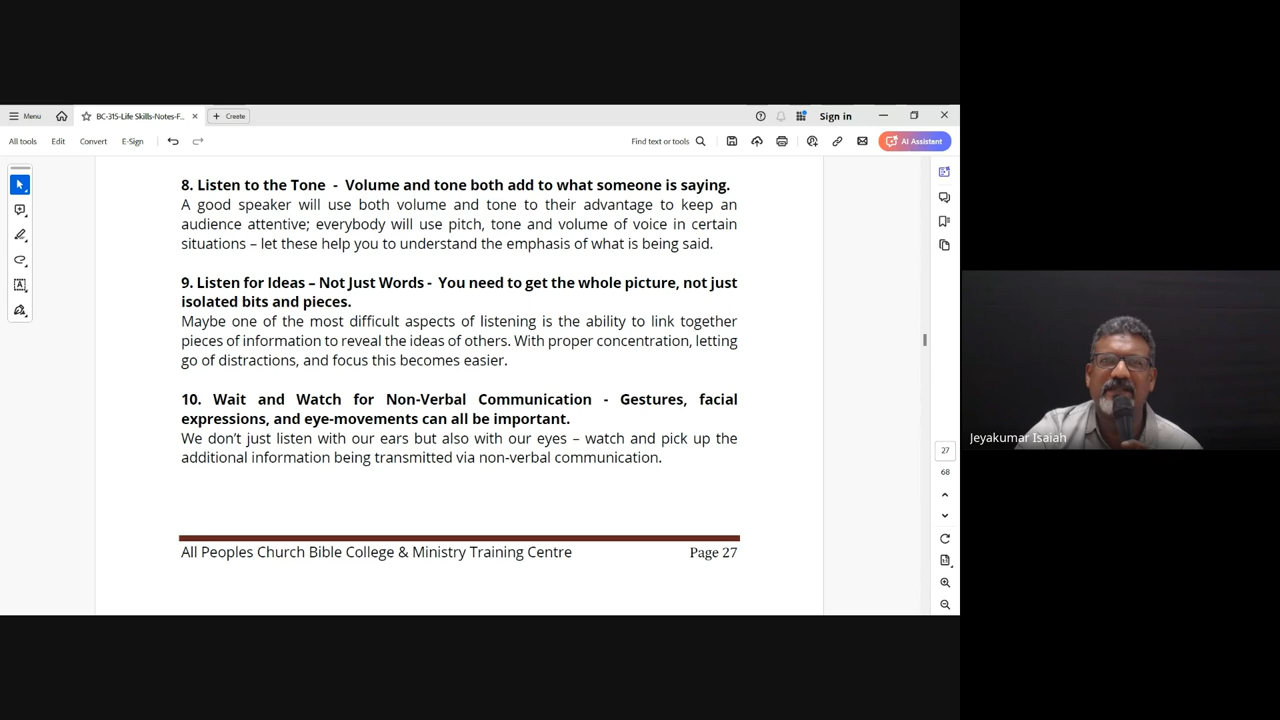 Menu
BC-315-Life Skills-Notes-F...
Create
Sign in
All tools Edit Convert E-Sign
Find text or tools
AI Assistant
8. Listen to the Tone - Volume and tone both add to what someone is saying.
A good speaker will use both volume and tone to their advantage to keep an
audience attentive; everybody will use pitch, tone and volume of voice in certain
situations – let these help you to understand the emphasis of what is being said.
9. Listen for Ideas – Not Just Words - You need to get the whole picture, not just
isolated bits and pieces.
Maybe one of the most difficult aspects of listening is the ability to link together
pieces of information to reveal the ideas of others. With proper concentration, letting
go of distractions, and focus this becomes easier.
10. Wait and Watch for Non-Verbal Communication - Gestures, facial
expressions, and eye-movements can all be important.
We don't just listen with our ears but also with our eyes – watch and pick up the
additional information being transmitted via non-verbal communication.
All Peoples Church Bible College & Ministry Training Centre Page 27
27
68
Jeyakumar Isaiah